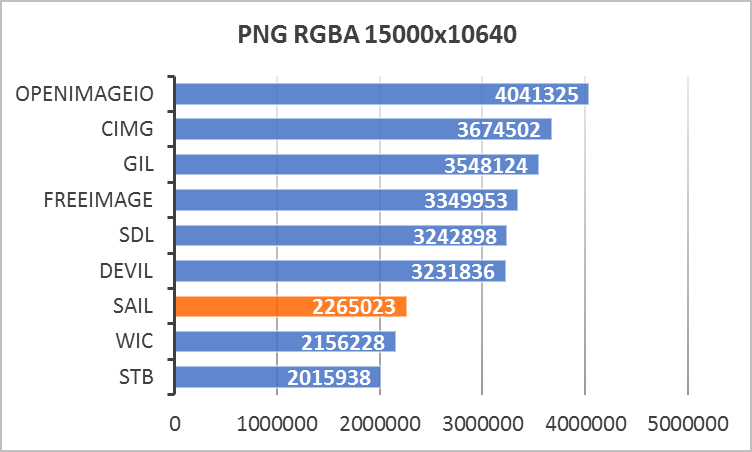 PNG RGBA 15000x10640
OPENIMAGEIO 4041325
CIMG 3674502
GIL 3548124
FREEIMAGE 3349953
SDL 3242898
DEVIL 3231836
SAIL 2265023
WIC 2156228
STB 2015938
0 1000000 2000000 3000000 4000000 5000000